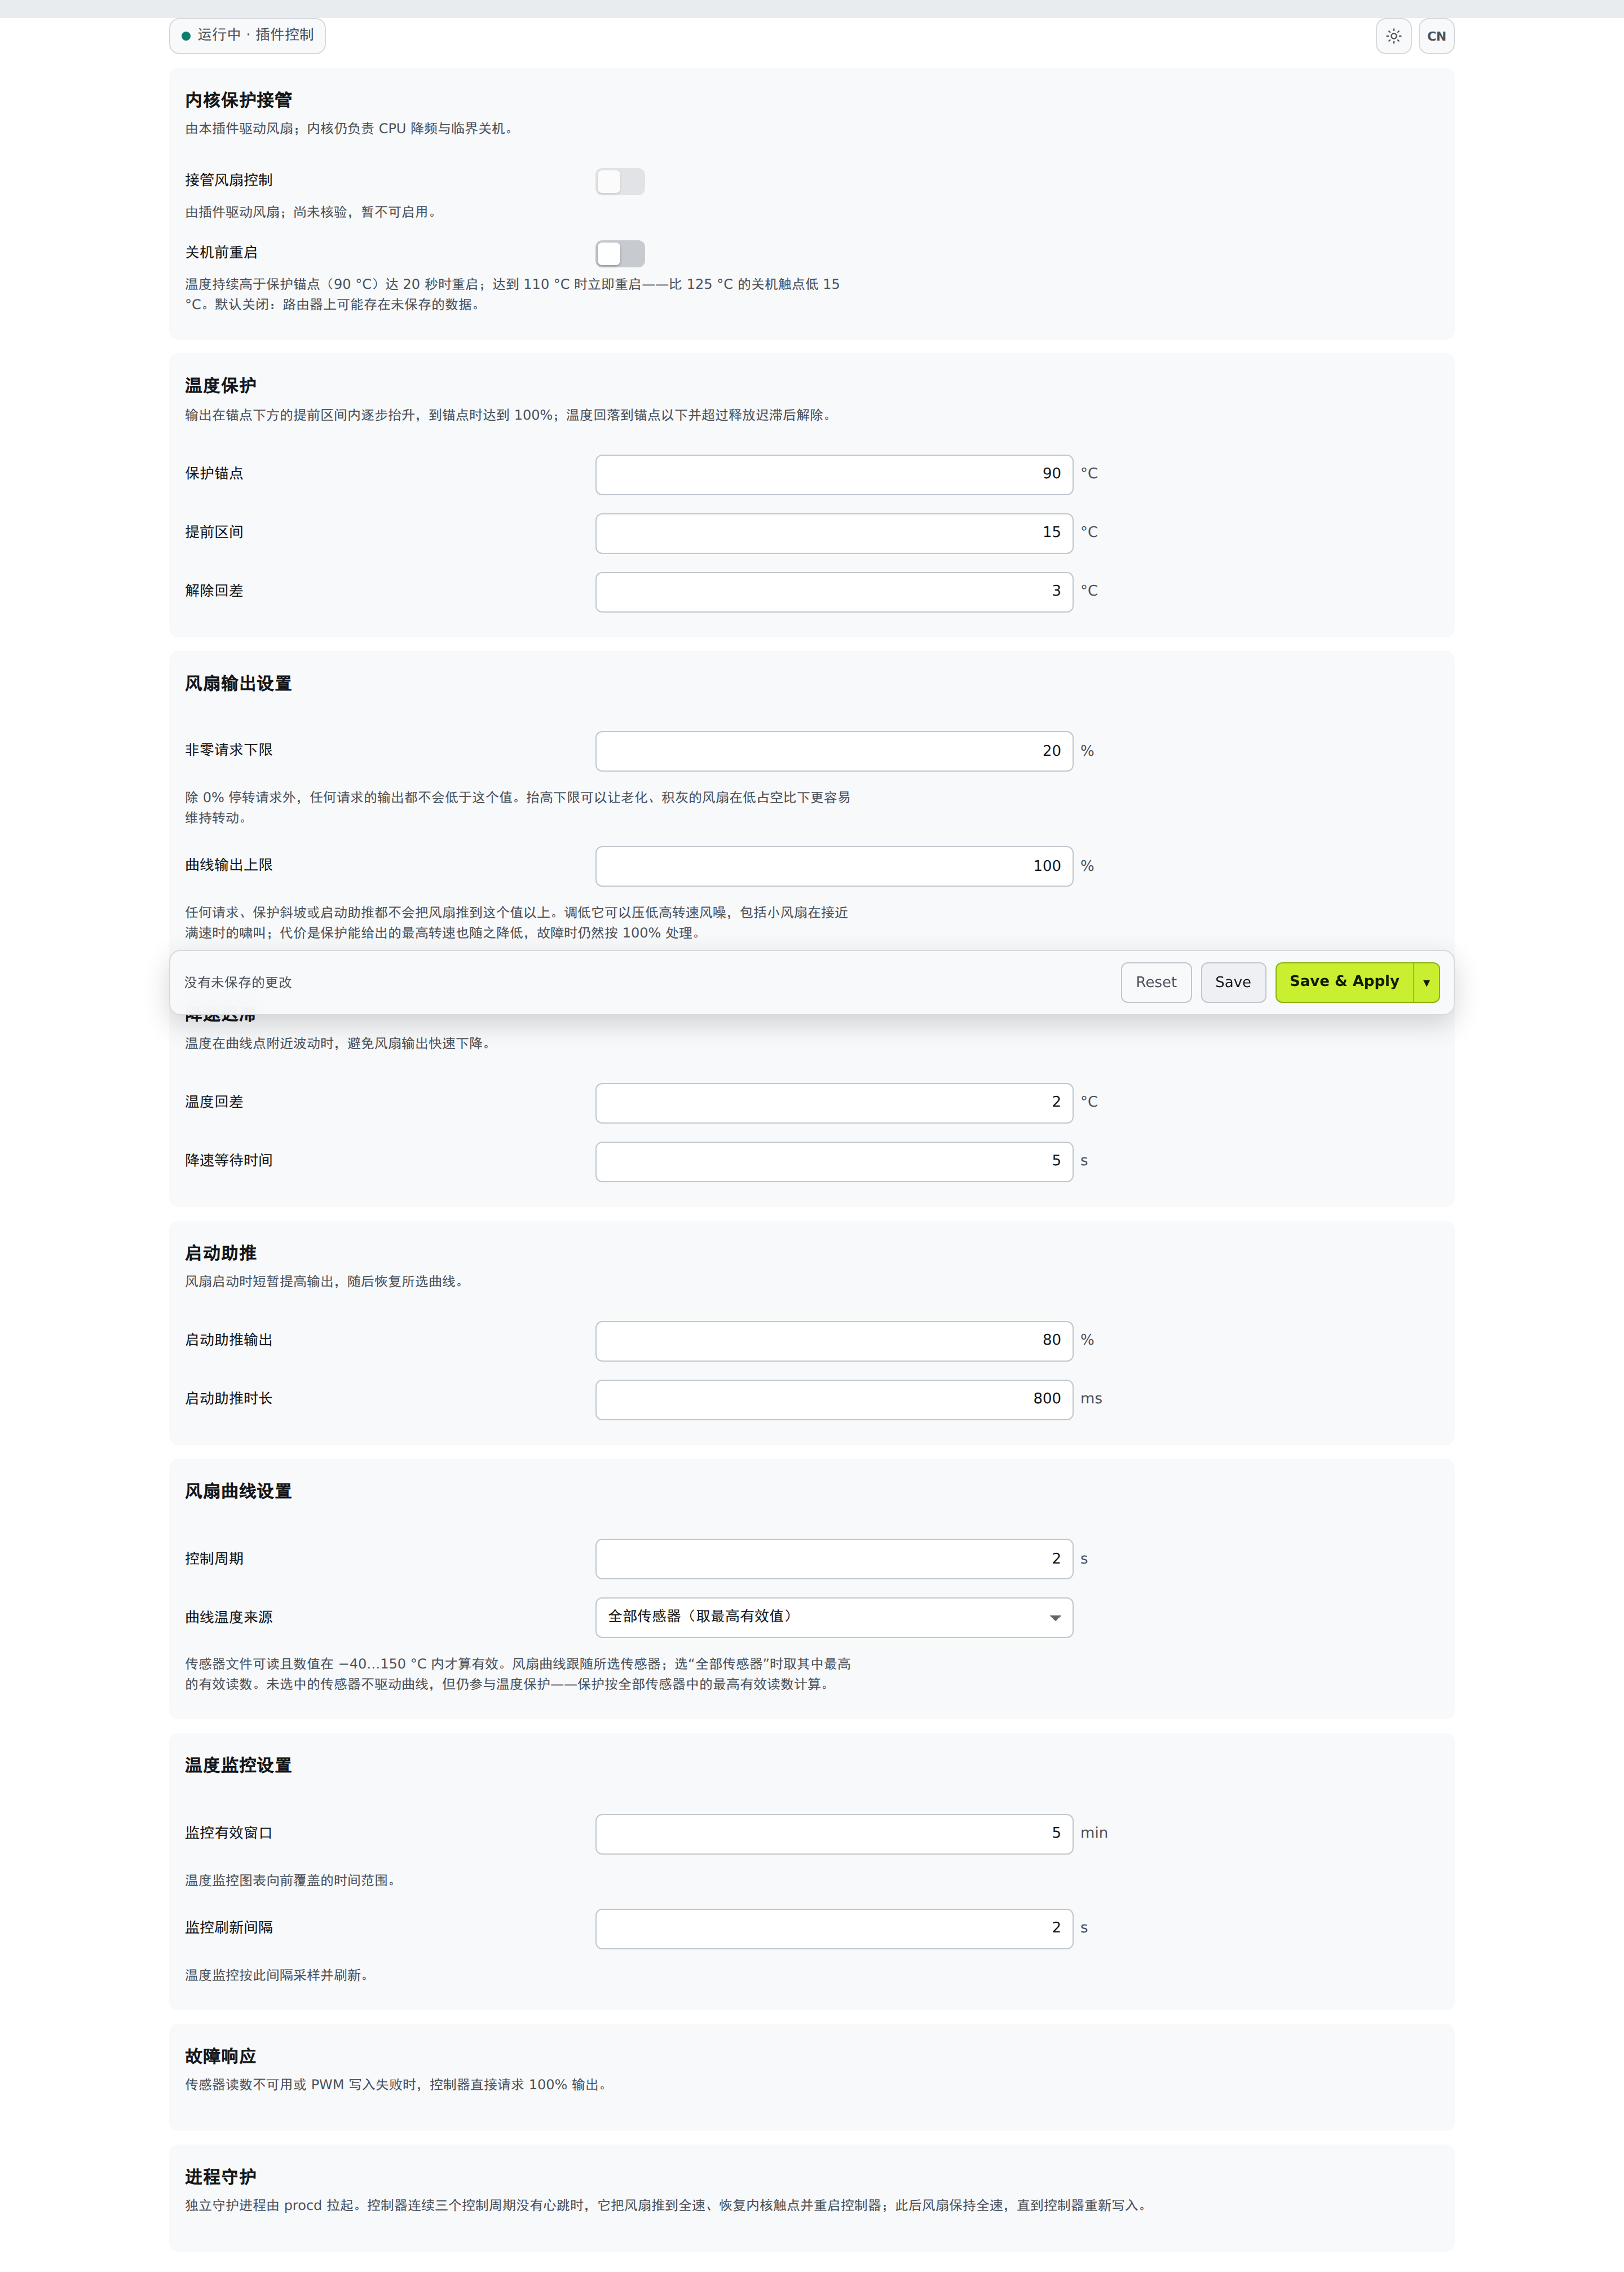 运行中 · 插件控制
CN
内核保护接管
由本插件驱动风扇；内核仍负责 CPU 降频与临界关机。
接管风扇控制
由插件驱动风扇；尚未核验，暂不可启用。
关机前重启
温度持续高于保护锚点（90 °C）达 20 秒时重启；达到 110 °C 时立即重启——比 125 °C 的关机触点低 15
°C。默认关闭：路由器上可能存在未保存的数据。
温度保护
输出在锚点下方的提前区间内逐步抬升，到锚点时达到 100%；温度回落到锚点以下并超过释放迟滞后解除。
保护锚点
90 °C
提前区间
15 °C
解除回差
3 °C
风扇输出设置
非零请求下限
20 %
除 0% 停转请求外，任何请求的输出都不会低于这个值。抬高下限可以让老化、积灰的风扇在低占空比下更容易
维持转动。
曲线输出上限
100 %
任何请求、保护斜坡或启动助推都不会把风扇推到这个值以上。调低它可以压低高转速风噪，包括小风扇在接近
满速时的啸叫；代价是保护能给出的最高转速也随之降低，故障时仍然按 100% 处理。
没有未保存的更改
Reset
Save
Save & Apply
温度在曲线点附近波动时，避免风扇输出快速下降。
温度回差
2 °C
降速等待时间
5 s
启动助推
风扇启动时短暂提高输出，随后恢复所选曲线。
启动助推输出
80 %
启动助推时长
800 ms
风扇曲线设置
控制周期
2 s
曲线温度来源
全部传感器（取最高有效值）
传感器文件可读且数值在 −40…150 °C 内才算有效。风扇曲线跟随所选传感器；选“全部传感器”时取其中最高
的有效读数。未选中的传感器不驱动曲线，但仍参与温度保护——保护按全部传感器中的最高有效读数计算。
温度监控设置
监控有效窗口
5 min
温度监控图表向前覆盖的时间范围。
监控刷新间隔
2 s
温度监控按此间隔采样并刷新。
故障响应
传感器读数不可用或 PWM 写入失败时，控制器直接请求 100% 输出。
进程守护
独立守护进程由 procd 拉起。控制器连续三个控制周期没有心跳时，它把风扇推到全速、恢复内核触点并重启控制器；此后风扇保持全速，直到控制器重新写入。